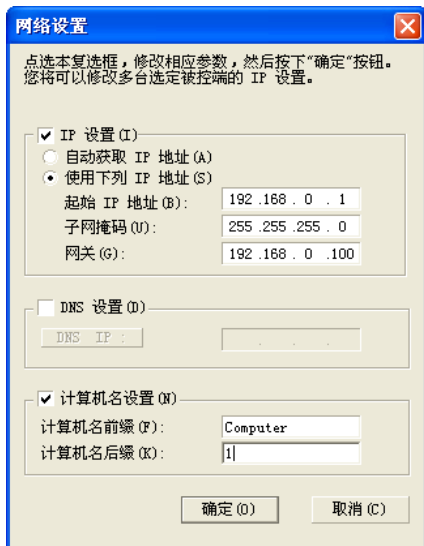 网络设置
点选本复选框，修改相应参数，然后按下“确定”按钮。
您将可以修改多台选定被控端的 IP 设置。
IP 设置(I)
自动获取 IP 地址(A)
使用下列 IP 地址(S)
起始 IP 地址(B): 192 .168 . 0 . 1
子网掩码(U): 255 .255 .255 . 0
网关(G): 192 .168 . 0 .100
DNS 设置(D)
DNS IP : . . .
计算机名设置(N)
计算机名前缀(F): Computer
计算机名后缀(K): 1
确定(O) 取消(C)